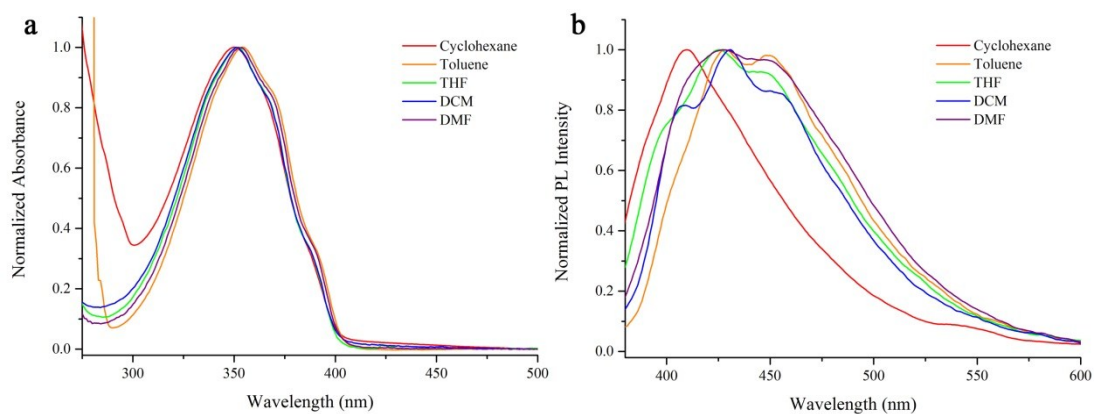 a
Normalized Absorbance
1.0
0.8
0.6
0.4
0.2
0.0
300
350
400
450
500
Wavelength (nm)
Cyclohexane
Toluene
THF
DCM
DMF
b
Normalized PL Intensity
1.0
0.8
0.6
0.4
0.2
0.0
400
450
500
550
600
Wavelength (nm)
Cyclohexane
Toluene
THF
DCM
DMF